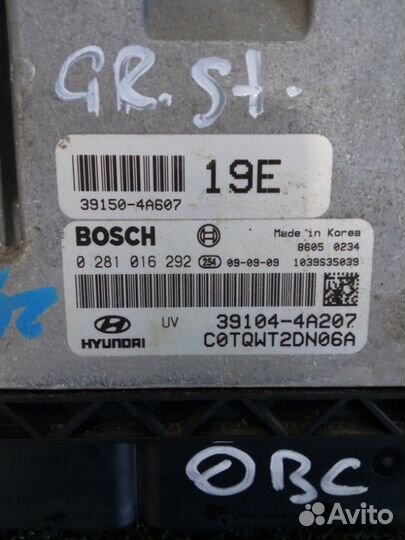 GR. St.
19E
39150-4A607
BOSCH
Made in Korea
8605 0234
0 281 016 292 254 09-09-09 1039S35039
HYUNDAI UV 39104-4A207
C0TQWT2DN06A
OBC
Avito